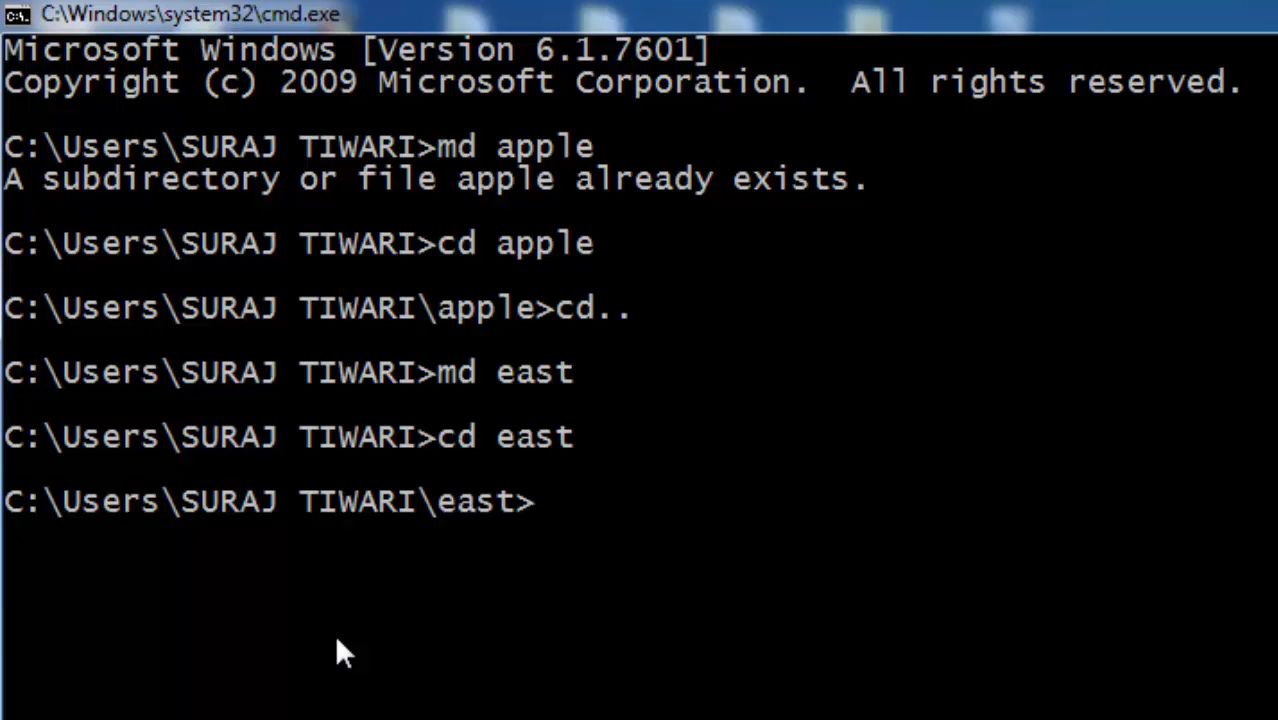 C:\Windows\system32\cmd.exe
Microsoft Windows [Version 6.1.7601]
Copyright (c) 2009 Microsoft Corporation.  All rights reserved.
C:\Users\SURAJ TIWARI>md apple
A subdirectory or file apple already exists.
C:\Users\SURAJ TIWARI>cd apple
C:\Users\SURAJ TIWARI\apple>cd..
C:\Users\SURAJ TIWARI>md east
C:\Users\SURAJ TIWARI>cd east
C:\Users\SURAJ TIWARI\east>